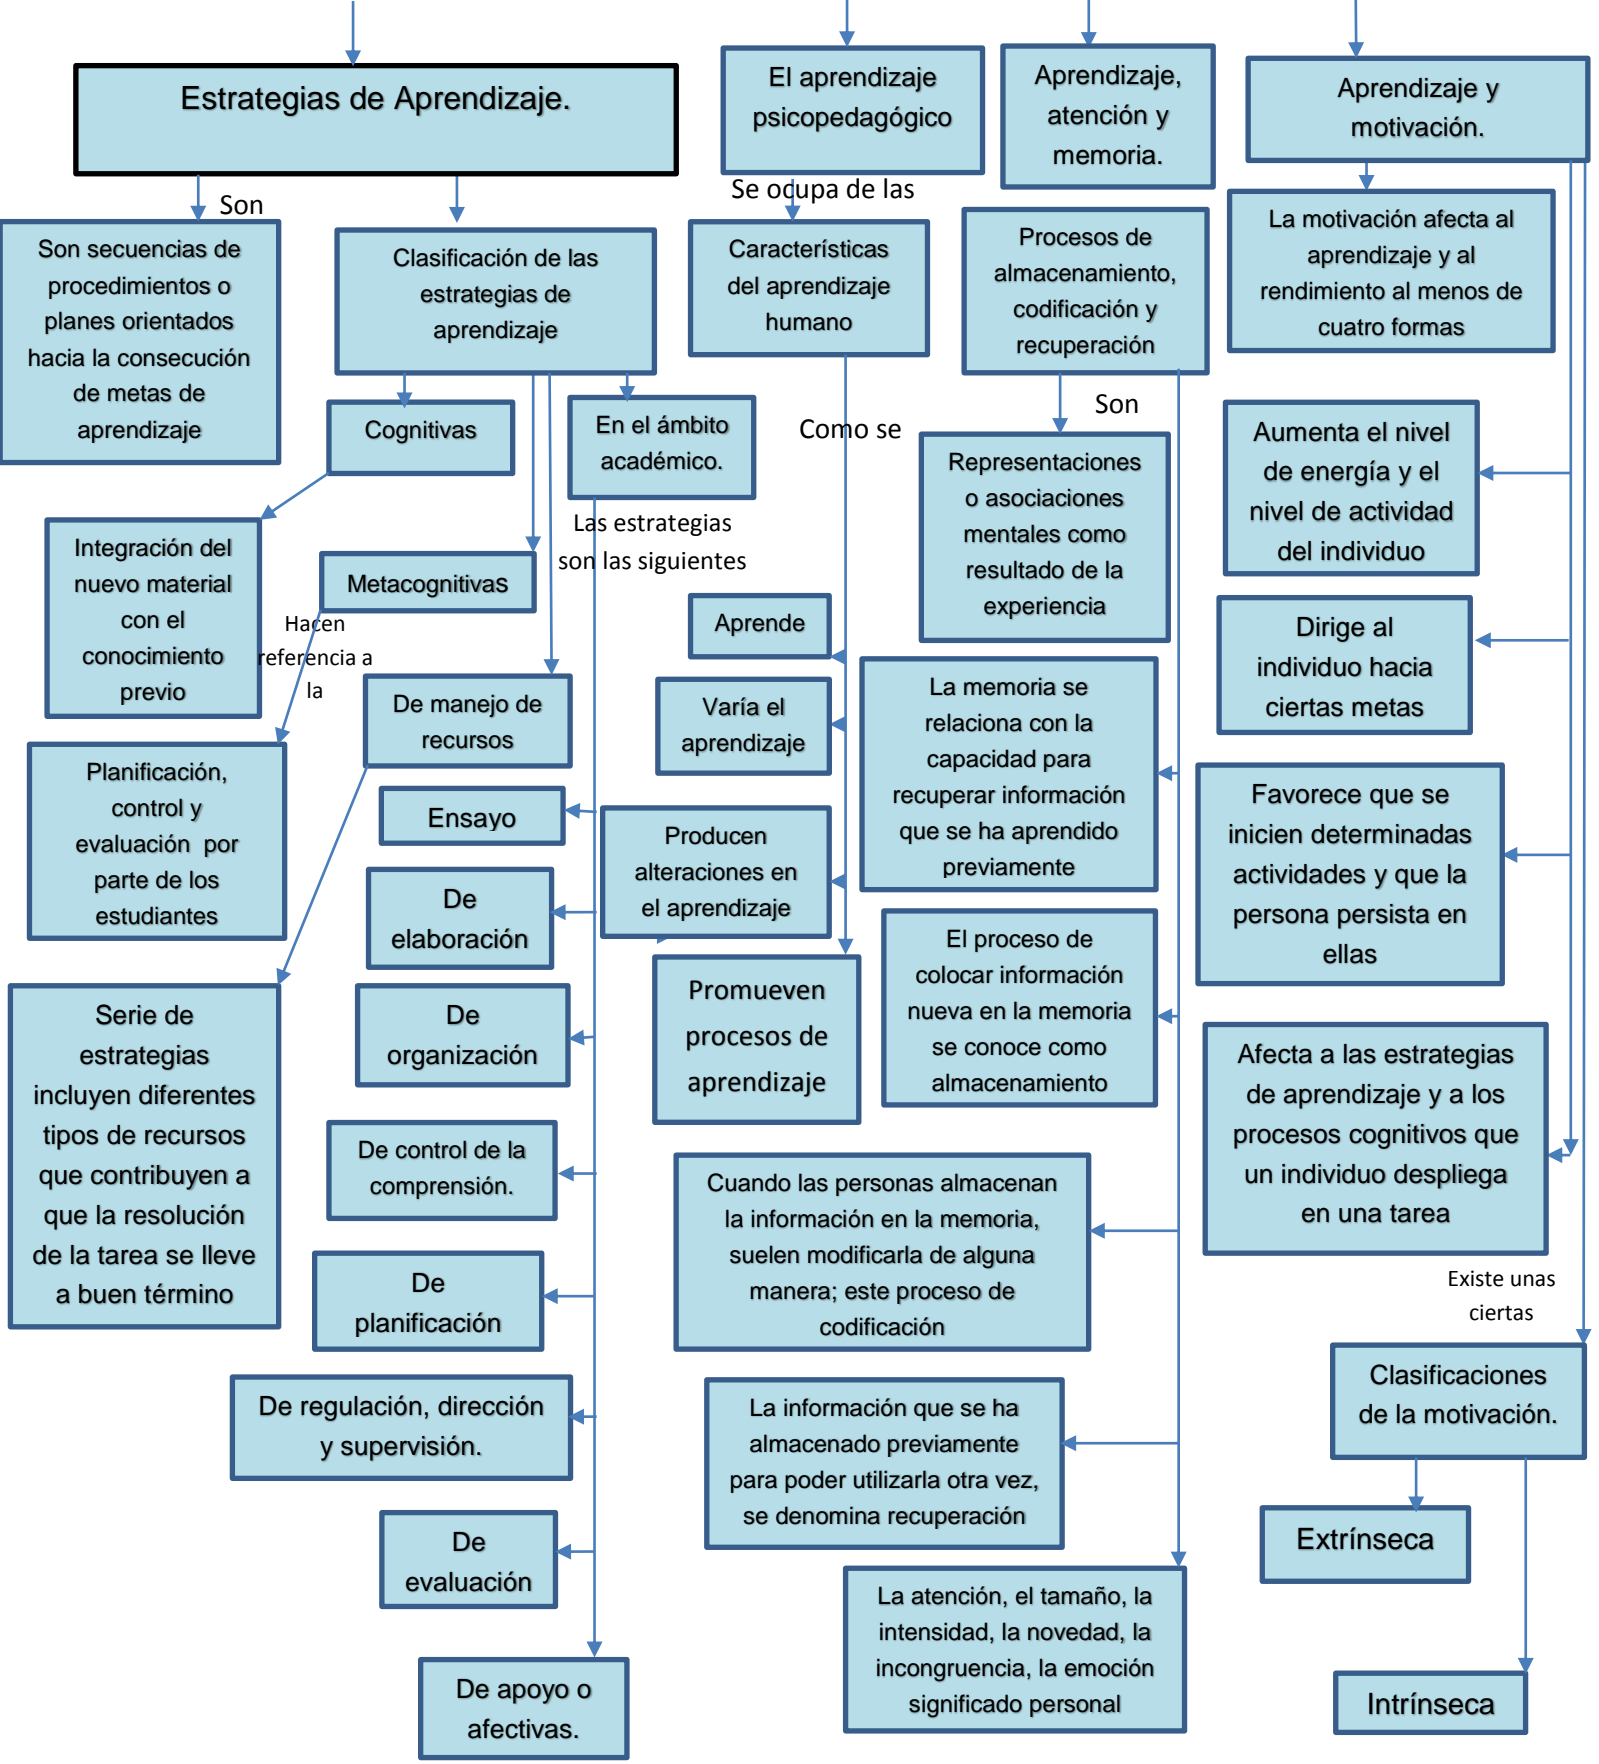 Estrategias de Aprendizaje.
Son
Son secuencias de
procedimientos o
planes orientados
hacia la consecución
de metas de
aprendizaje
Clasificación de las
estrategias de
aprendizaje
Cognitivas
Integración del
nuevo material
con el
conocimiento
previo
Metacognitivas
Hacen
referencia a
la
Planificación,
control y
evaluación  por
parte de los
estudiantes
De manejo de
recursos
Serie de
estrategias
incluyen diferentes
tipos de recursos
que contribuyen a
que la resolución
de la tarea se lleve
a buen término
En el ámbito
académico.
Las estrategias
son las siguientes
Ensayo
De
elaboración
De
organización
De control de la
comprensión.
De
planificación
De regulación, dirección
y supervisión.
De
evaluación
De apoyo o
afectivas.
El aprendizaje
psicopedagógico
Se ocupa de las
Características
del aprendizaje
humano
Como se
Aprende
Varía el
aprendizaje
Producen
alteraciones en
el aprendizaje
Promueven
procesos de
aprendizaje
Aprendizaje,
atención y
memoria.
Procesos de
almacenamiento,
codificación y
recuperación
Son
Representaciones
o asociaciones
mentales como
resultado de la
experiencia
La memoria se
relaciona con la
capacidad para
recuperar información
que se ha aprendido
previamente
El proceso de
colocar información
nueva en la memoria
se conoce como
almacenamiento
Cuando las personas almacenan
la información en la memoria,
suelen modificarla de alguna
manera; este proceso de
codificación
La información que se ha
almacenado previamente
para poder utilizarla otra vez,
se denomina recuperación
La atención, el tamaño, la
intensidad, la novedad, la
incongruencia, la emoción
significado personal
Aprendizaje y
motivación.
La motivación afecta al
aprendizaje y al
rendimiento al menos de
cuatro formas
Aumenta el nivel
de energía y el
nivel de actividad
del individuo
Dirige al
individuo hacia
ciertas metas
Favorece que se
inicien determinadas
actividades y que la
persona persista en
ellas
Afecta a las estrategias
de aprendizaje y a los
procesos cognitivos que
un individuo despliega
en una tarea
Existe unas
ciertas
Clasificaciones
de la motivación.
Extrínseca
Intrínseca